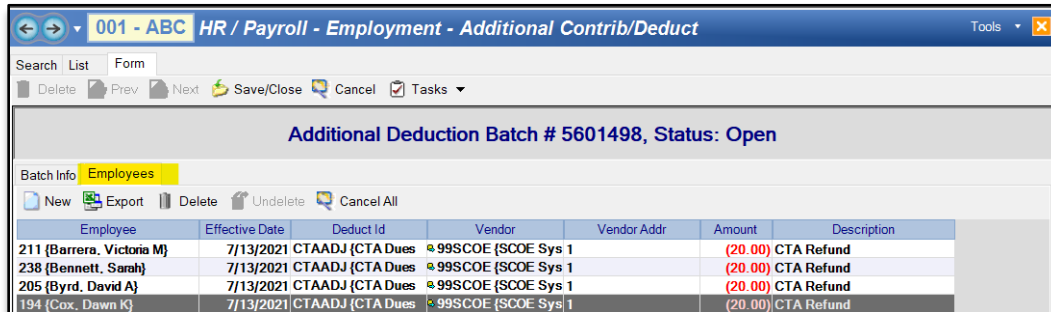 001 - ABC HR / Payroll - Employment - Additional Contrib/Deduct Tools
Search List Form
Delete Prev Next Save/Close Cancel Tasks
Additional Deduction Batch # 5601498, Status: Open
Batch Info Employees
New Export Delete Undelete Cancel All
Employee Effective Date Deduct Id Vendor Vendor Addr Amount Description
211 {Barrera, Victoria M} 7/13/2021 CTAADJ {CTA Dues 99SCOE {SCOE Sys 1 (20.00) CTA Refund
238 {Bennett, Sarah} 7/13/2021 CTAADJ {CTA Dues 99SCOE {SCOE Sys 1 (20.00) CTA Refund
205 {Byrd, David A} 7/13/2021 CTAADJ {CTA Dues 99SCOE {SCOE Sys 1 (20.00) CTA Refund
194 {Cox, Dawn K} 7/13/2021 CTAADJ {CTA Dues 99SCOE {SCOE Sys 1 (20.00) CTA Refund